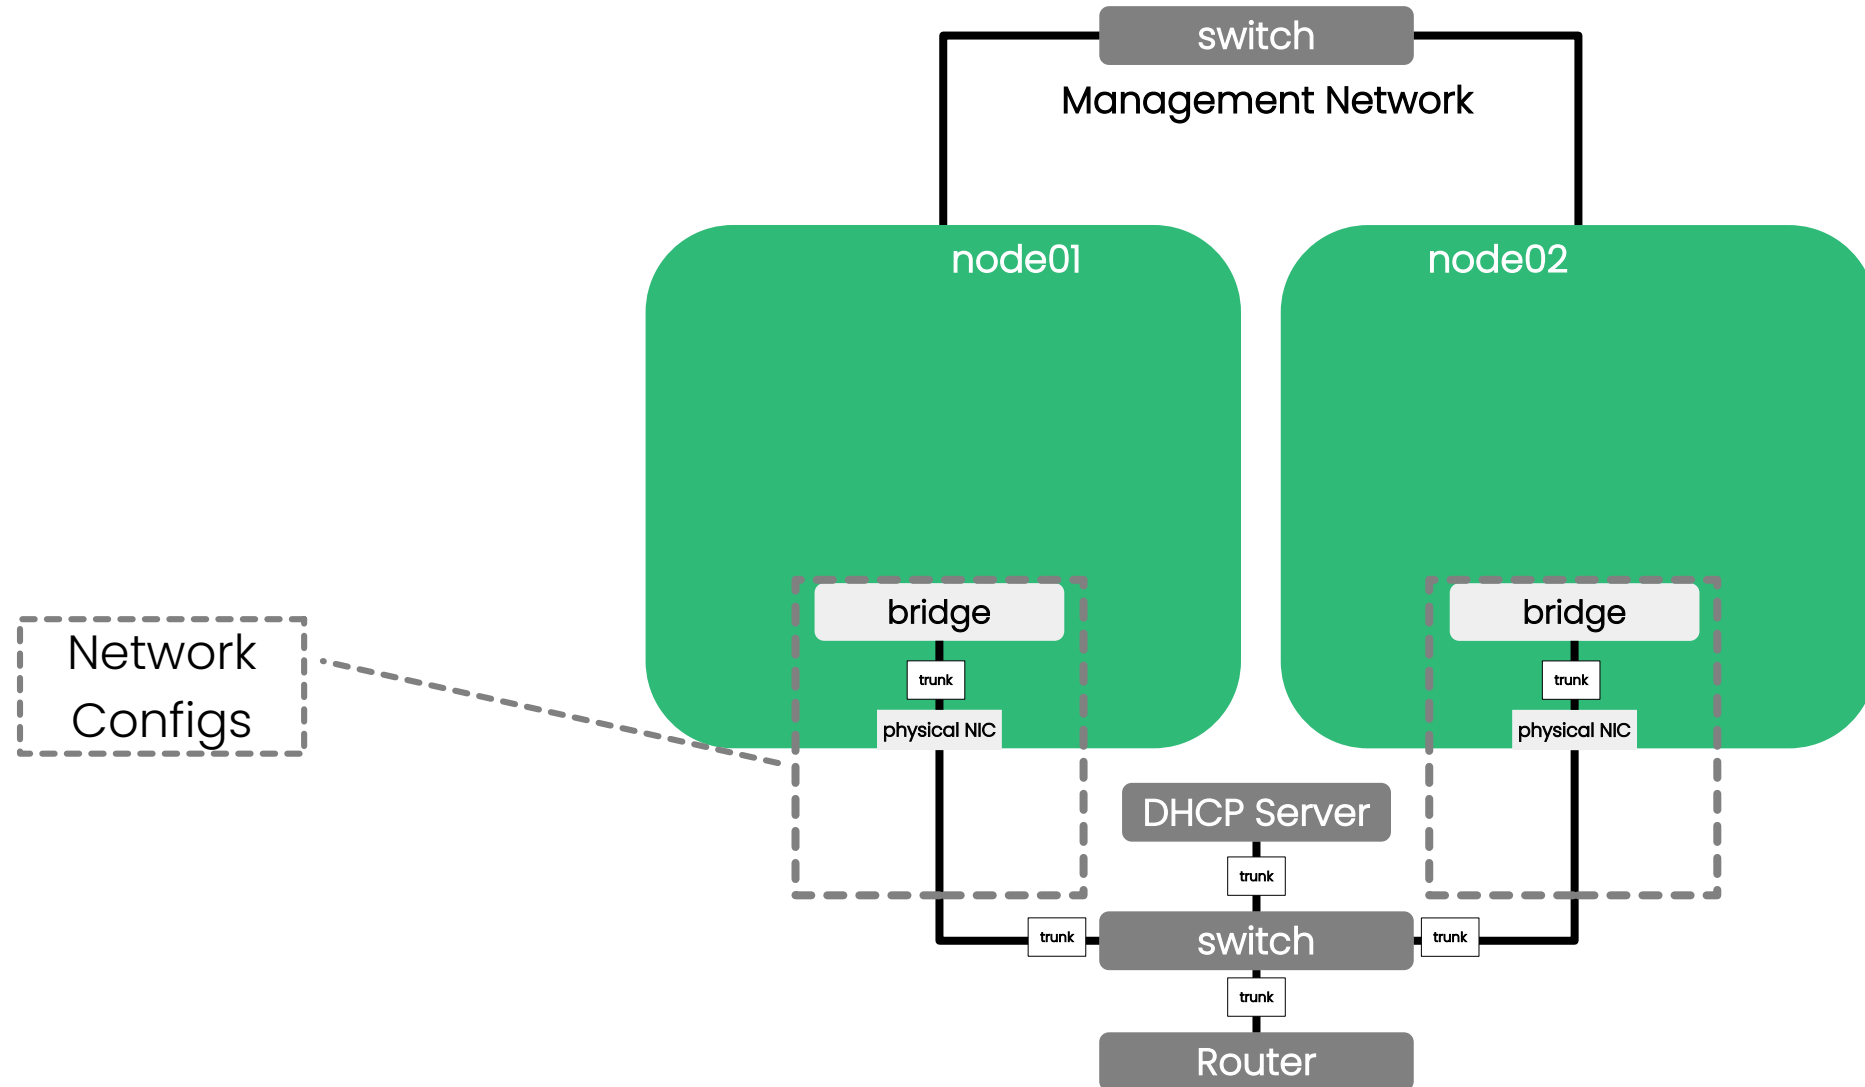 switch
Management Network
node01
node02
Network
Configs
bridge
trunk
physical NIC
bridge
trunk
physical NIC
DHCP Server
trunk
trunk
switch
trunk
trunk
Router